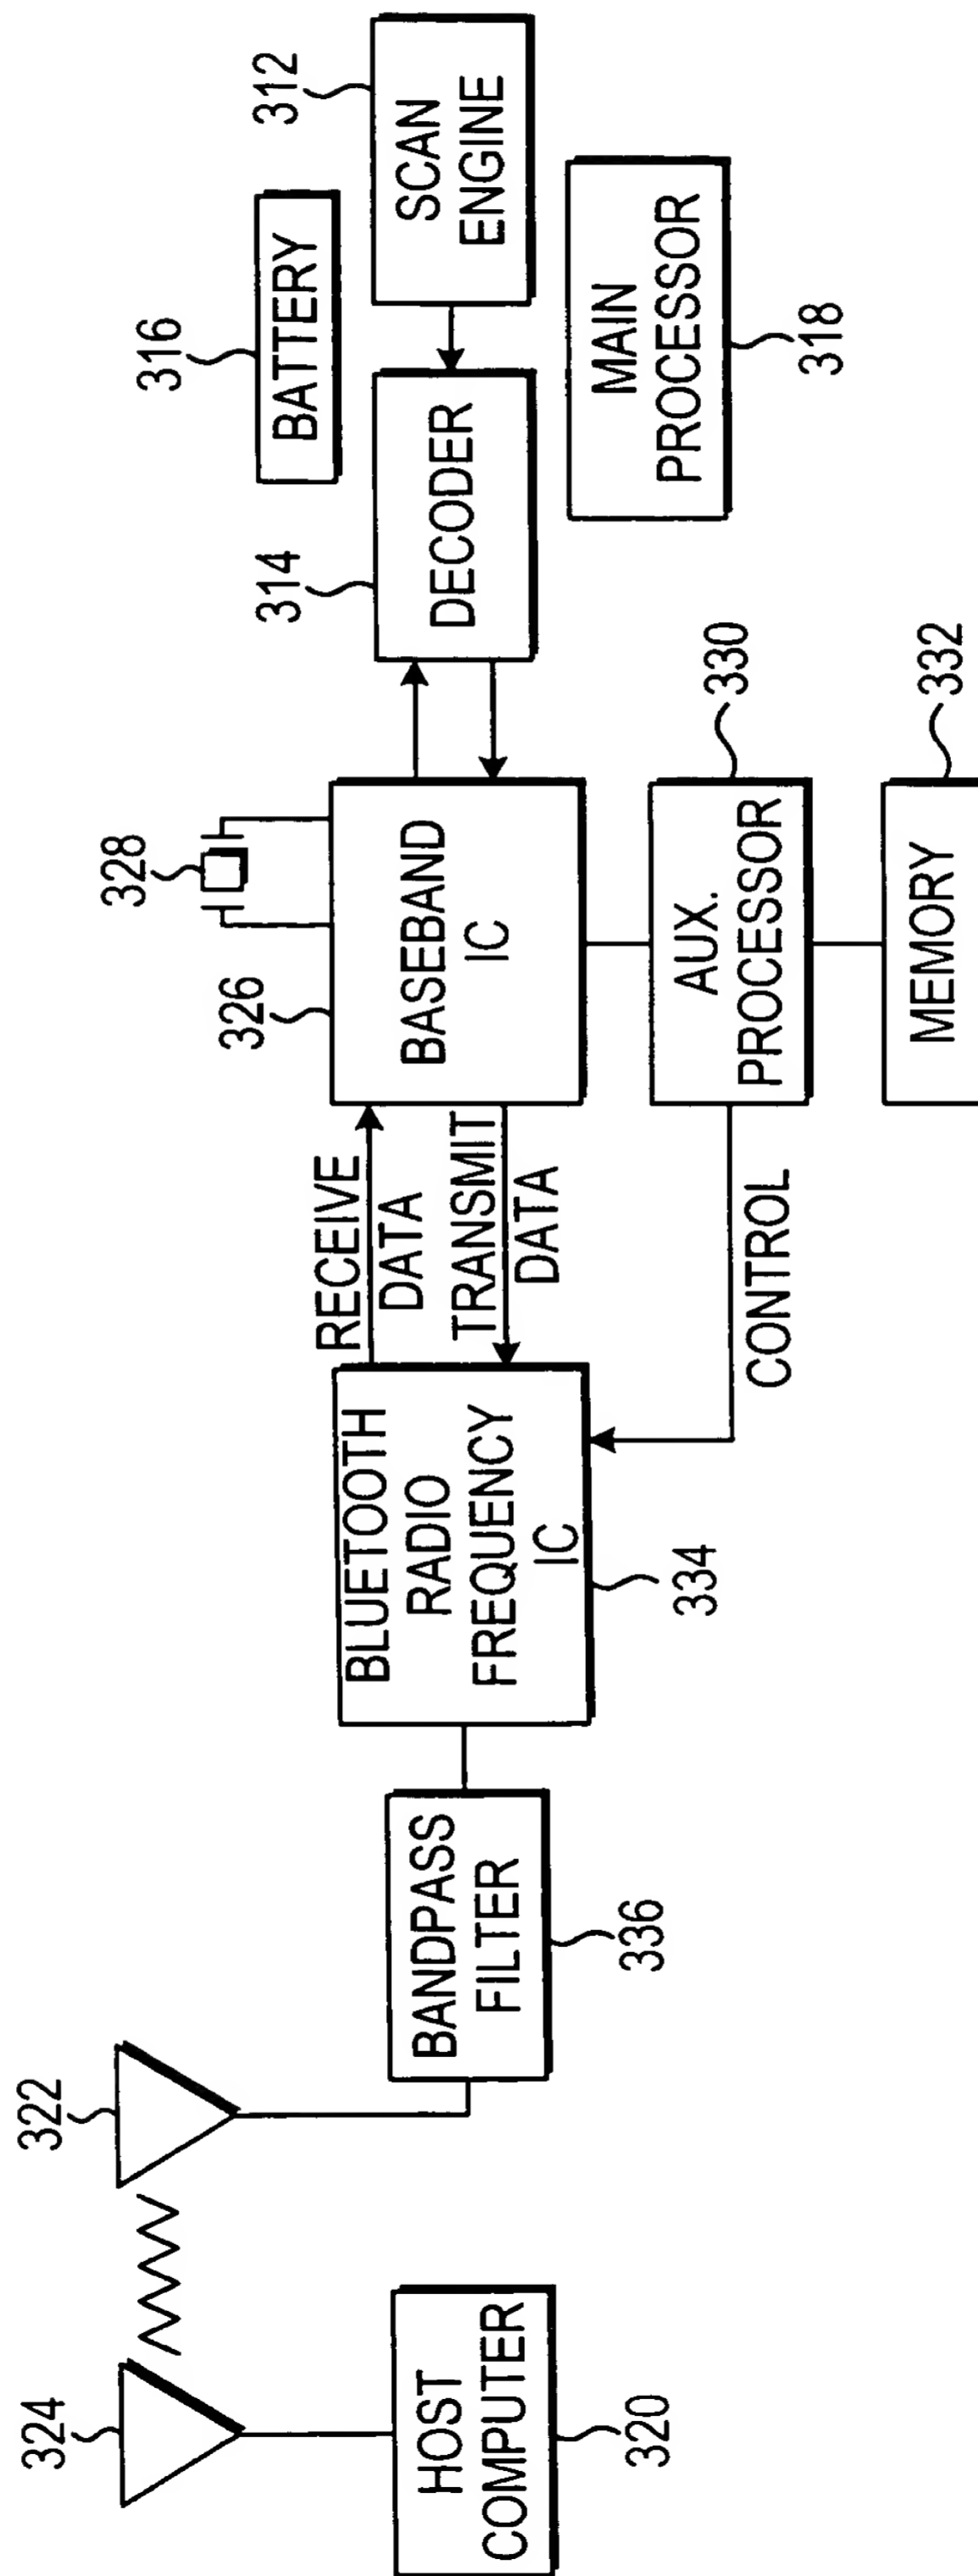 324
322
HOST
COMPUTER
320
BANDPASS
FILTER
336
BLUETOOTH
RADIO
FREQUENCY
IC
334
RECEIVE
DATA
TRANSMIT
DATA
CONTROL
326
328
BASEBAND
IC
AUX.
PROCESSOR
330
MEMORY
332
314
DECODER
316
BATTERY
312
SCAN
ENGINE
MAIN
PROCESSOR
318